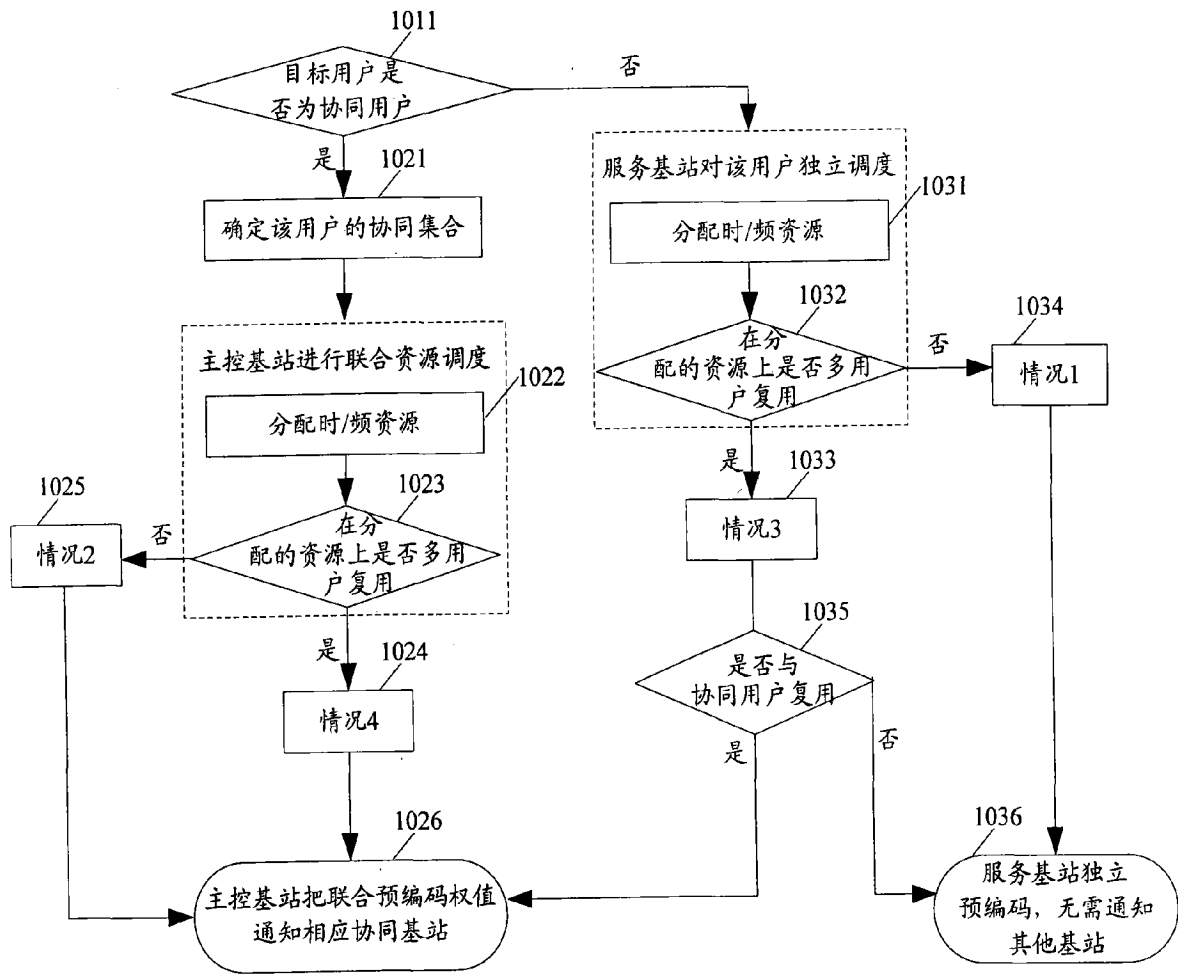 1011
目标用户是
否为协同用户
否
是
1021
确定该用户的协同集合
服务基站对该用户独立调度
1031
分配时/频资源
1032
在分
配的资源上是否多用
户复用
否
1034
情况1
主控基站进行联合资源调度
1022
分配时/频资源
1023
在分
配的资源上是否多用
户复用
否
1025
情况2
是
1033
情况3
是
1024
情况4
1035
是否与
协同用户复用
是
否
1026
主控基站把联合预编码权值
通知相应协同基站
1036
服务基站独立
预编码，无需通知
其他基站